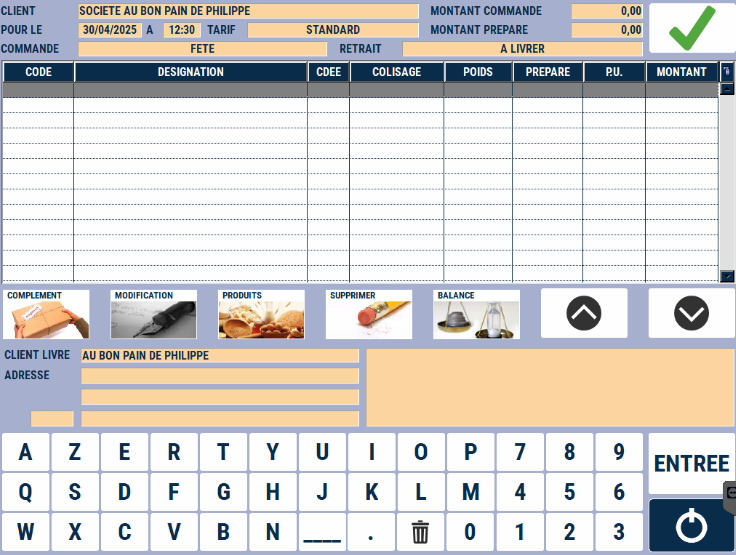 CLIENT SOCIETE AU BON PAIN DE PHILIPPE MONTANT COMMANDE 0,00
POUR LE 30/04/2025 A 12:30 TARIF STANDARD MONTANT PREPARE 0,00
COMMANDE FETE RETRAIT A LIVRER
CODE DESIGNATION CDEE COLISAGE POIDS PREPARE P.U. MONTANT
COMPLEMENT MODIFICATION PRODUITS SUPPRIMER BALANCE
CLIENT LIVRE AU BON PAIN DE PHILIPPE
ADRESSE
A Z E R T Y U I O P 7 8 9 ENTREE
Q S D F G H J K L M 4 5 6
W X C V B N ____ . 0 1 2 3